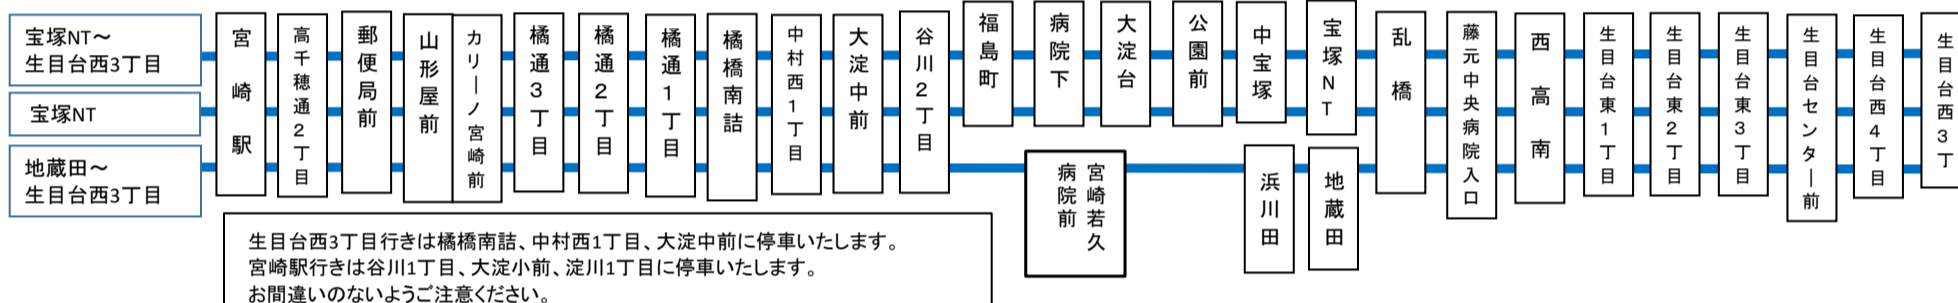 宝塚NT～
生目台西3丁目
宝塚NT
地蔵田～
生目台西3丁目
宮崎駅
高千穂通2丁目
郵便局前
山形屋前
カリーノ宮崎前
橘通3丁目
橘通2丁目
橘通1丁目
橘橋南詰
中村西1丁目
大淀中前
谷川2丁目
福島町
病院下
大淀台
公園前
中宝塚
宝塚NT
宮崎若久
病院前
浜川田
地蔵田
乱橋
藤元中央病院入口
西高南
生目台東1丁目
生目台東2丁目
生目台東3丁目
生目台センター前
生目台西4丁目
生目台西3丁
生目台西3丁目行きは橘橋南詰、中村西1丁目、大淀中前に停車いたします。
宮崎駅行きは谷川1丁目、大淀小前、淀川1丁目に停車いたします。
お間違いのないようご注意ください。